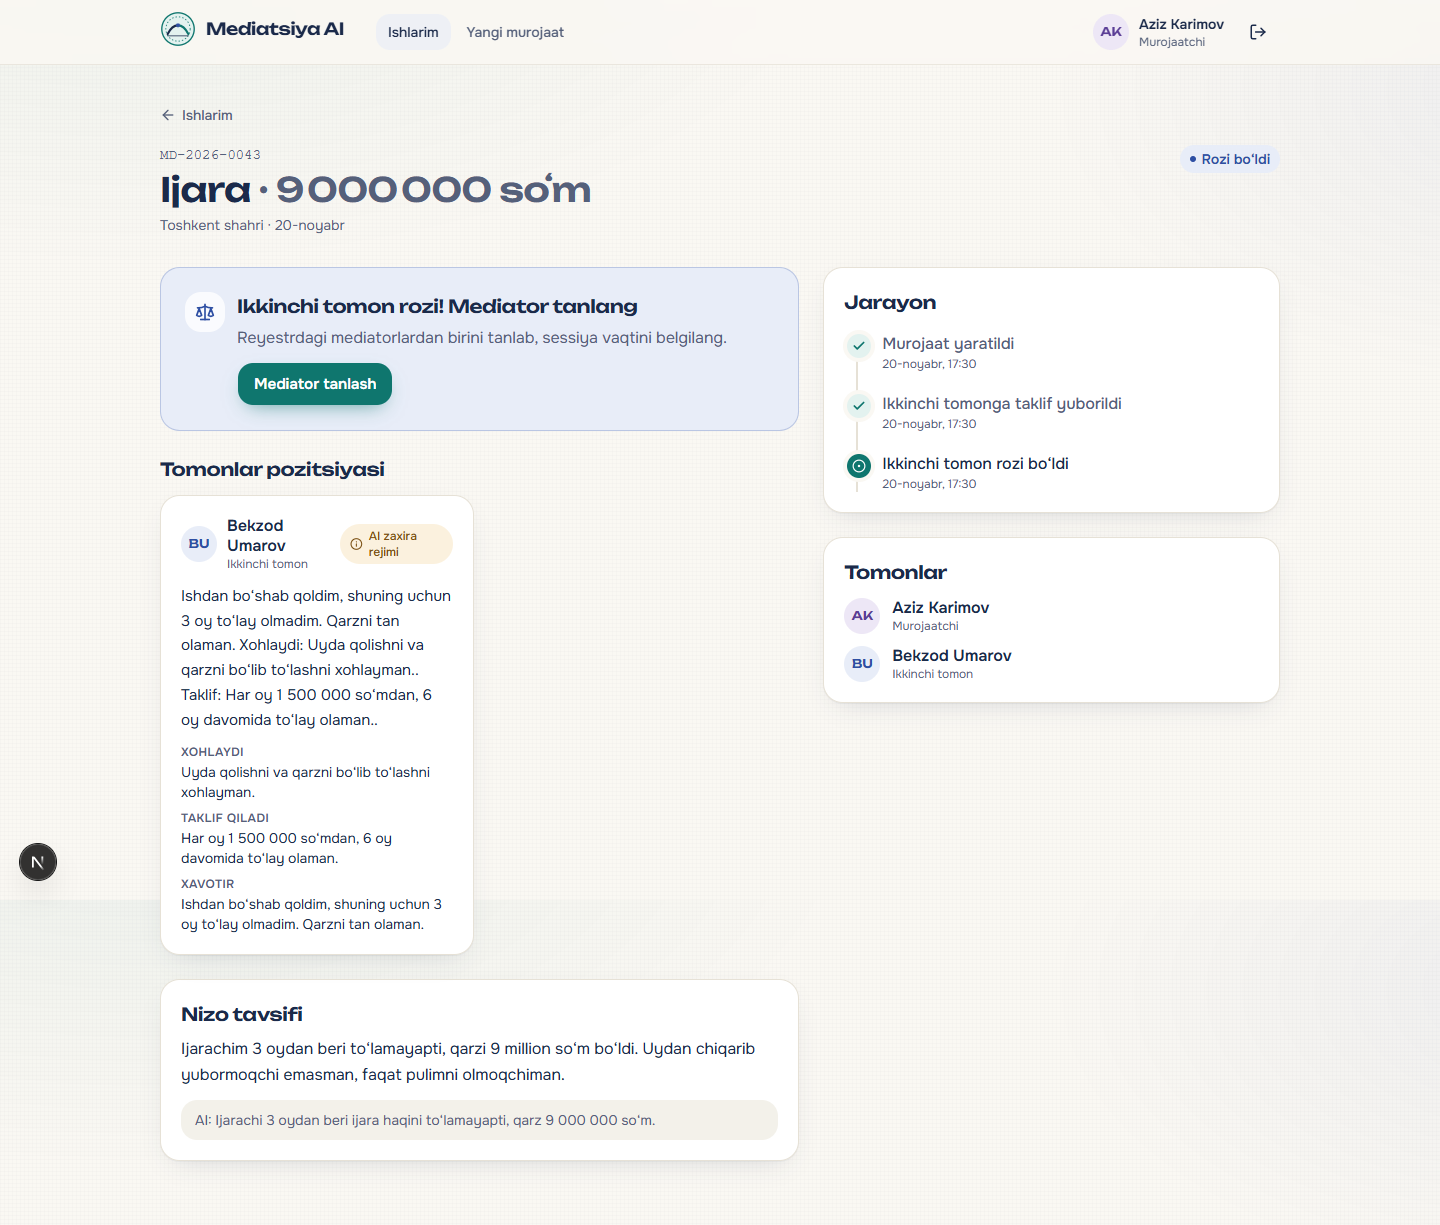 Mediatsiya AI
Ishlarim
Yangi murojaat
AK
Aziz Karimov
Murojaatchi
Ishlarim
MD-2026-0043
Ijara · 9 000 000 so‘m
Rozi bo‘ldi
Toshkent shahri · 20-noyabr
Ikkinchi tomon rozi! Mediator tanlang
Reyestrdagi mediatorlardan birini tanlab, sessiya vaqtini belgilang.
Mediator tanlash
Tomonlar pozitsiyasi
BU
Bekzod
Umarov
Ikkinchi tomon
AI zaxira
rejimi
Ishdan bo‘shab qoldim, shuning uchun
3 oy to‘lay olmadim. Qarzni tan
olaman. Xohlaydi: Uyda qolishni va
qarzni bo‘lib to‘lashni xohlayman..
Taklif: Har oy 1 500 000 so‘mdan, 6
oy davomida to‘lay olaman..
XOHLAYDI
Uyda qolishni va qarzni bo‘lib to‘lashni
xohlayman.
TAKLIF QILADI
Har oy 1 500 000 so‘mdan, 6 oy
davomida to‘lay olaman.
XAVOTIR
Ishdan bo‘shab qoldim, shuning uchun 3
oy to‘lay olmadim. Qarzni tan olaman.
Nizo tavsifi
Ijarachim 3 oydan beri to‘lamayapti, qarzi 9 million so‘m bo‘ldi. Uydan chiqarib
yubormoqchi emasman, faqat pulimni olmoqchiman.
AI: Ijarachi 3 oydan beri ijara haqini to‘lamayapti, qarz 9 000 000 so‘m.
Jarayon
Murojaat yaratildi
20-noyabr, 17:30
Ikkinchi tomonga taklif yuborildi
20-noyabr, 17:30
Ikkinchi tomon rozi bo‘ldi
20-noyabr, 17:30
Tomonlar
AK
Aziz Karimov
Murojaatchi
BU
Bekzod Umarov
Ikkinchi tomon
N